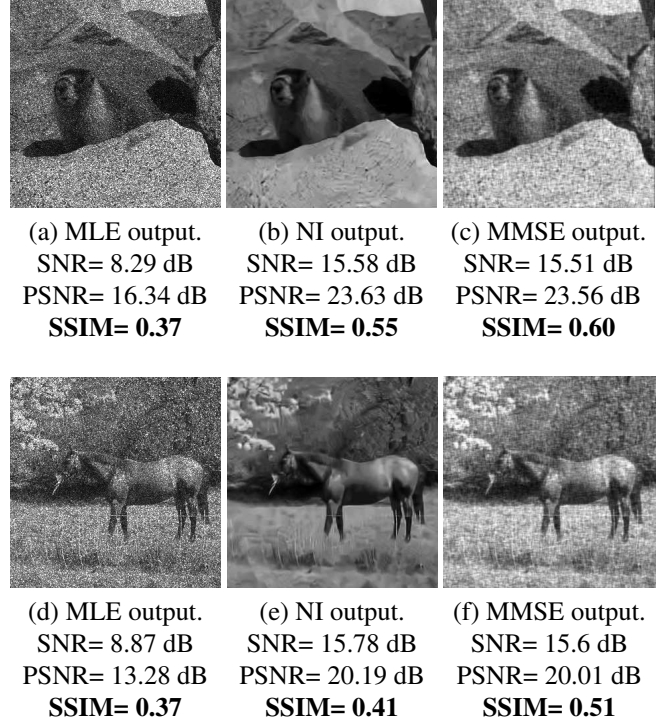 (a) MLE output. (b) NI output. (c) MMSE output.
SNR= 8.29 dB SNR= 15.58 dB SNR= 15.51 dB
PSNR= 16.34 dB PSNR= 23.63 dB PSNR= 23.56 dB
SSIM= 0.37 SSIM= 0.55 SSIM= 0.60
(d) MLE output. (e) NI output. (f) MMSE output.
SNR= 8.87 dB SNR= 15.78 dB SNR= 15.6 dB
PSNR= 13.28 dB PSNR= 20.19 dB PSNR= 20.01 dB
SSIM= 0.37 SSIM= 0.41 SSIM= 0.51